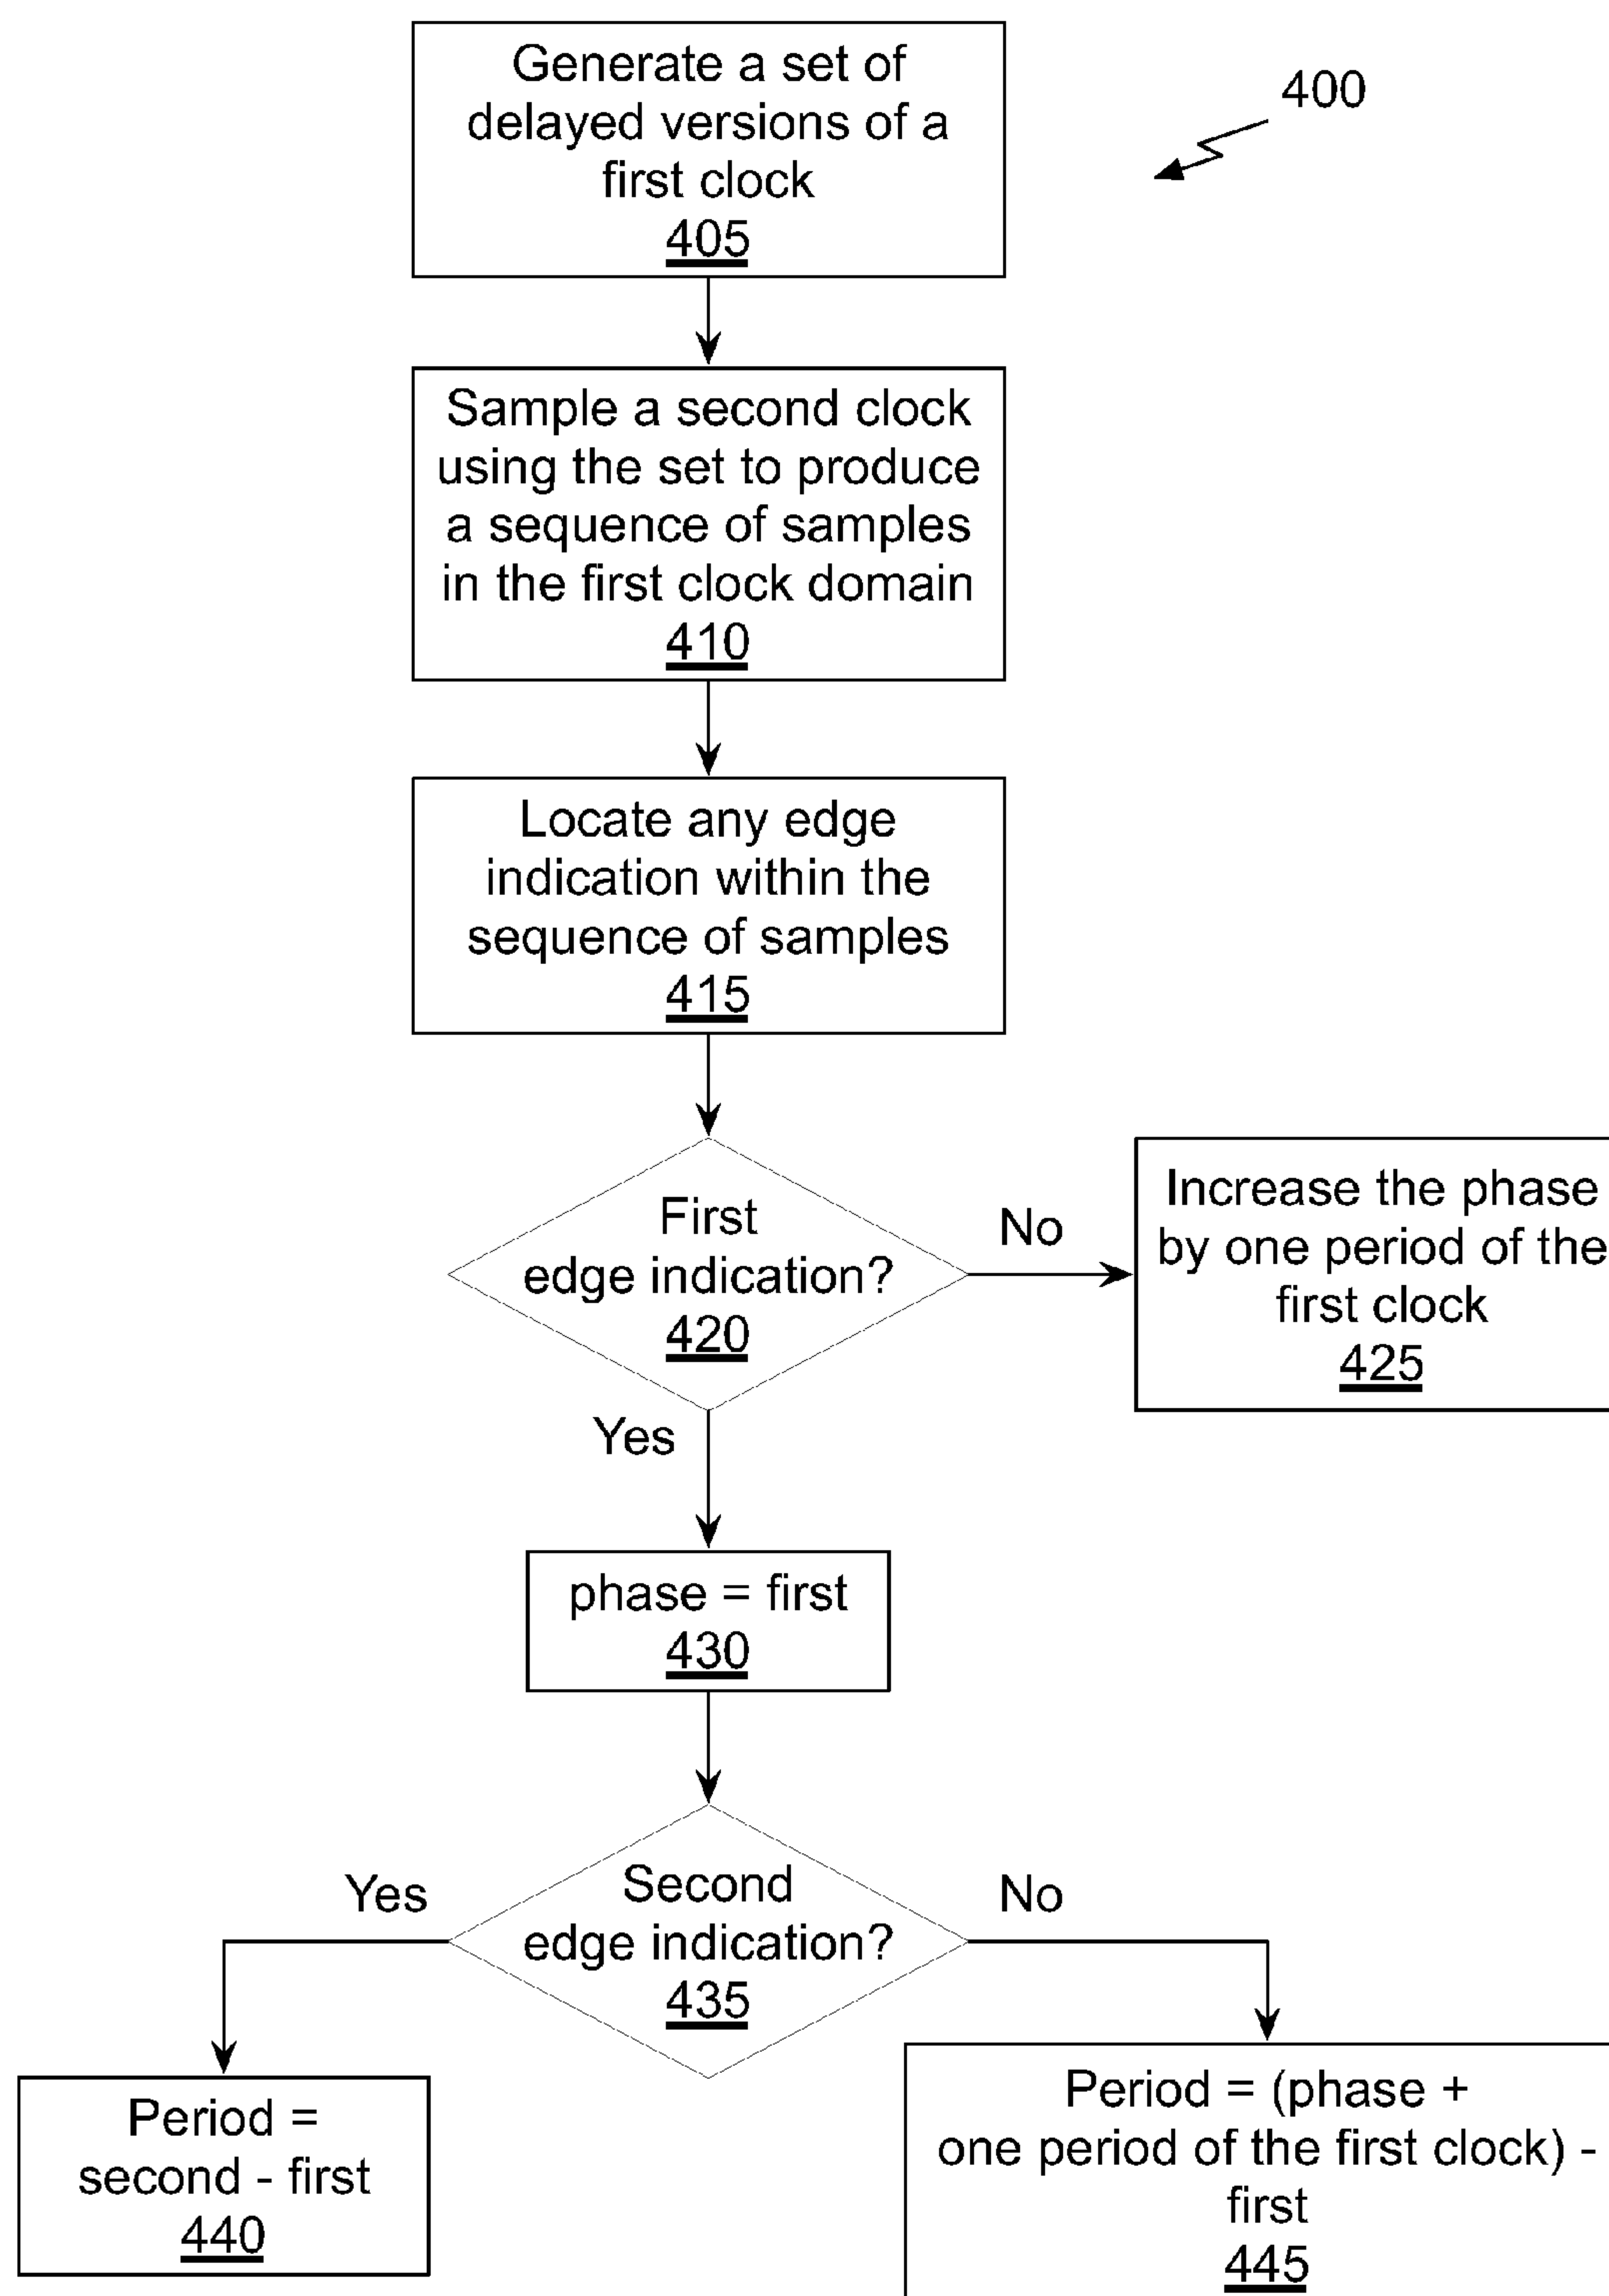 Generate a set of
delayed versions of a
first clock
405
400
Sample a second clock
using the set to produce
a sequence of samples
in the first clock domain
410
Locate any edge
indication within the
sequence of samples
415
First
edge indication?
420
No
Increase the phase
by one period of the
first clock
425
Yes
phase = first
430
Second
edge indication?
435
Yes
No
Period =
second - first
440
Period = (phase +
one period of the first clock) -
first
445